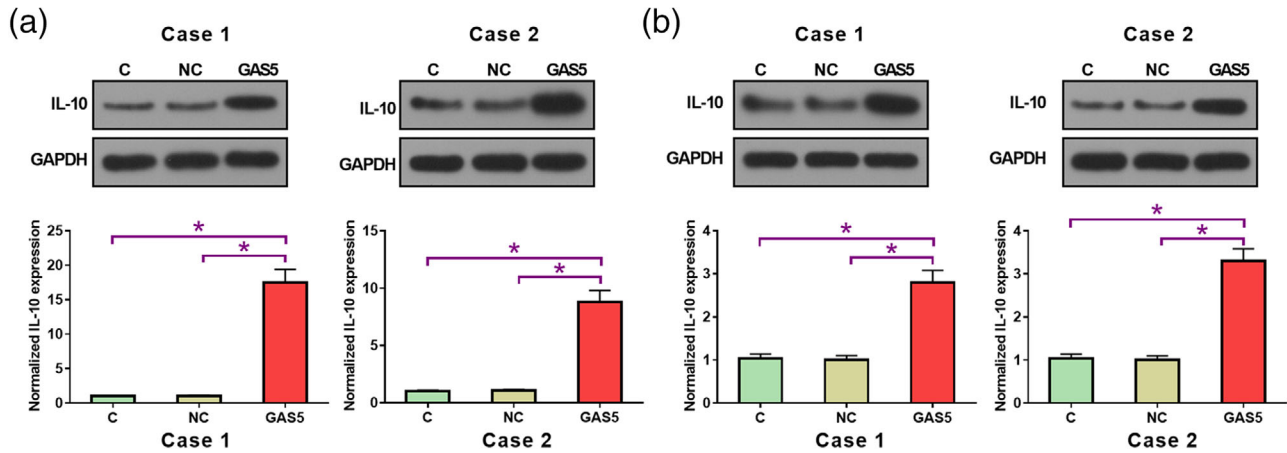 (a)
Case 1
C NC GAS5
IL-10
GAPDH
Normalized IL-10 expression
25
20
15
10
5
0
*
*
C NC GAS5
Case 1
Case 2
C NC GAS5
IL-10
GAPDH
Normalized IL-10 expression
15
10
5
0
*
*
C NC GAS5
Case 2
(b)
Case 1
C NC GAS5
IL-10
GAPDH
Normalized IL-10 expression
4
3
2
1
0
*
*
C NC GAS5
Case 1
Case 2
C NC GAS5
IL-10
GAPDH
Normalized IL-10 expression
4
3
2
1
0
*
*
C NC GAS5
Case 2